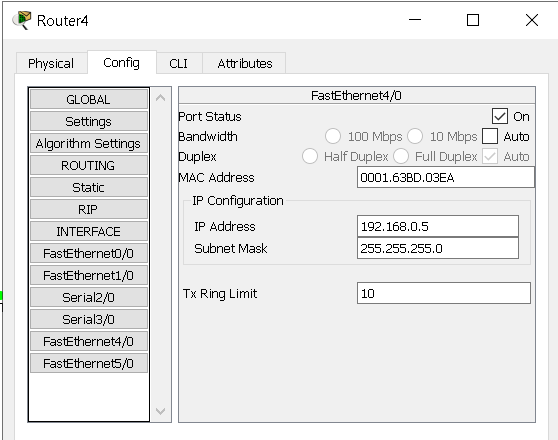 Router4
Physical Config CLI Attributes
GLOBAL
Settings
Algorithm Settings
ROUTING
Static
RIP
INTERFACE
FastEthernet0/0
FastEthernet1/0
Serial2/0
Serial3/0
FastEthernet4/0
FastEthernet5/0
FastEthernet4/0
Port Status On
Bandwidth 100 Mbps 10 Mbps Auto
Duplex Half Duplex Full Duplex Auto
MAC Address 0001.63BD.03EA
IP Configuration
IP Address 192.168.0.5
Subnet Mask 255.255.255.0
Tx Ring Limit 10